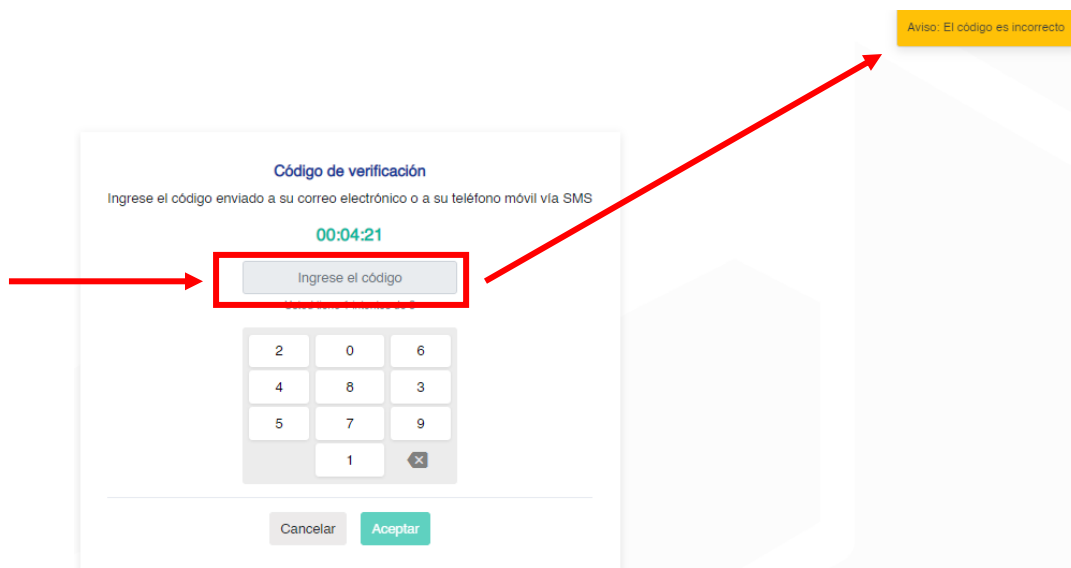 Aviso: El código es incorrecto
Código de verificación
Ingrese el código enviado a su correo electrónico o a su teléfono móvil vía SMS
00:04:21
Ingrese el código
2 0 6
4 8 3
5 7 9
1
Cancelar Aceptar